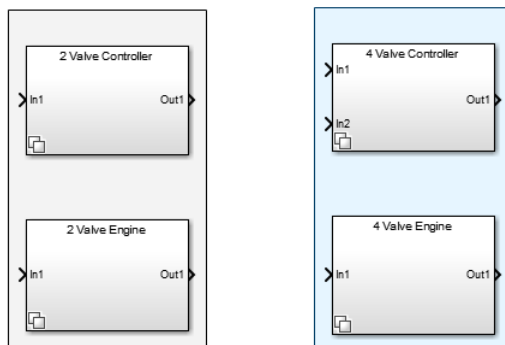 2 Valve Controller
In1 Out1
2 Valve Engine
In1 Out1
4 Valve Controller
In1
Out1
In2
4 Valve Engine
In1 Out1